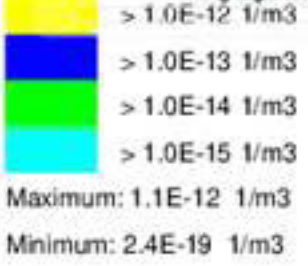 > 1.0E-12 1/m3
> 1.0E-13 1/m3
> 1.0E-14 1/m3
> 1.0E-15 1/m3
Maximum: 1.1E-12 1/m3
Minimum: 2.4E-19 1/m3